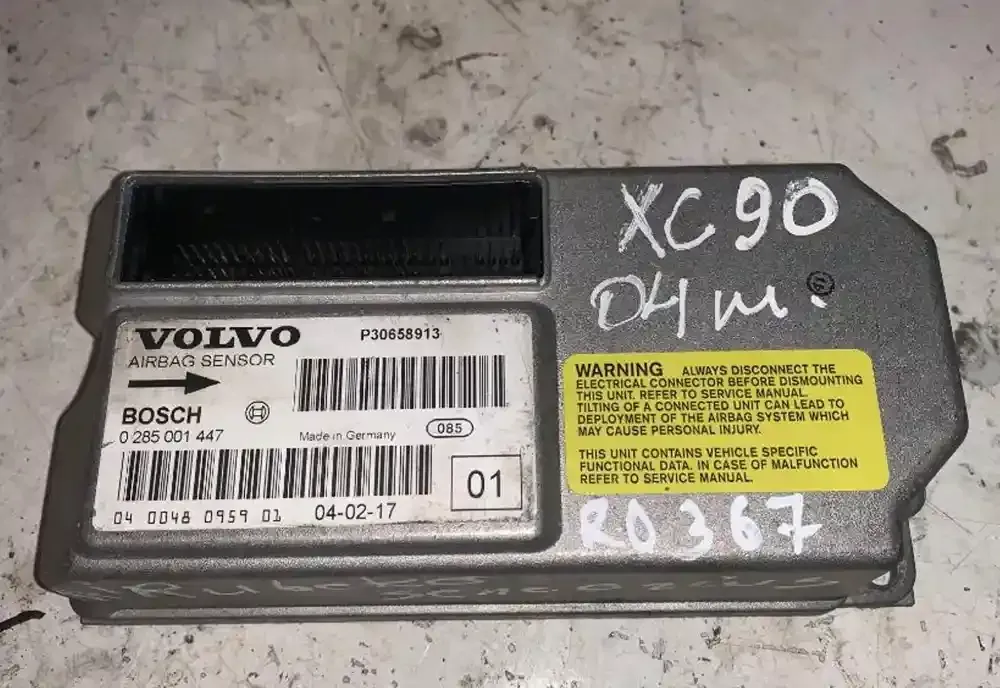 XC90
04 м.
VOLVO
P30658913
AIRBAG SENSOR
BOSCH
0 285 001 447
Made in Germany
085
01
04 0048 0959 01
04-02-17
WARNING ALWAYS DISCONNECT THE
ELECTRICAL CONNECTOR BEFORE DISMOUNTING
THIS UNIT. REFER TO SERVICE MANUAL.
TILTING OF A CONNECTED UNIT CAN LEAD TO
DEPLOYMENT OF THE AIRBAG SYSTEM WHICH
MAY CAUSE PERSONAL INJURY.
THIS UNIT CONTAINS VEHICLE SPECIFIC
FUNCTIONAL DATA. IN CASE OF MALFUNCTION
REFER TO SERVICE MANUAL.
RO367